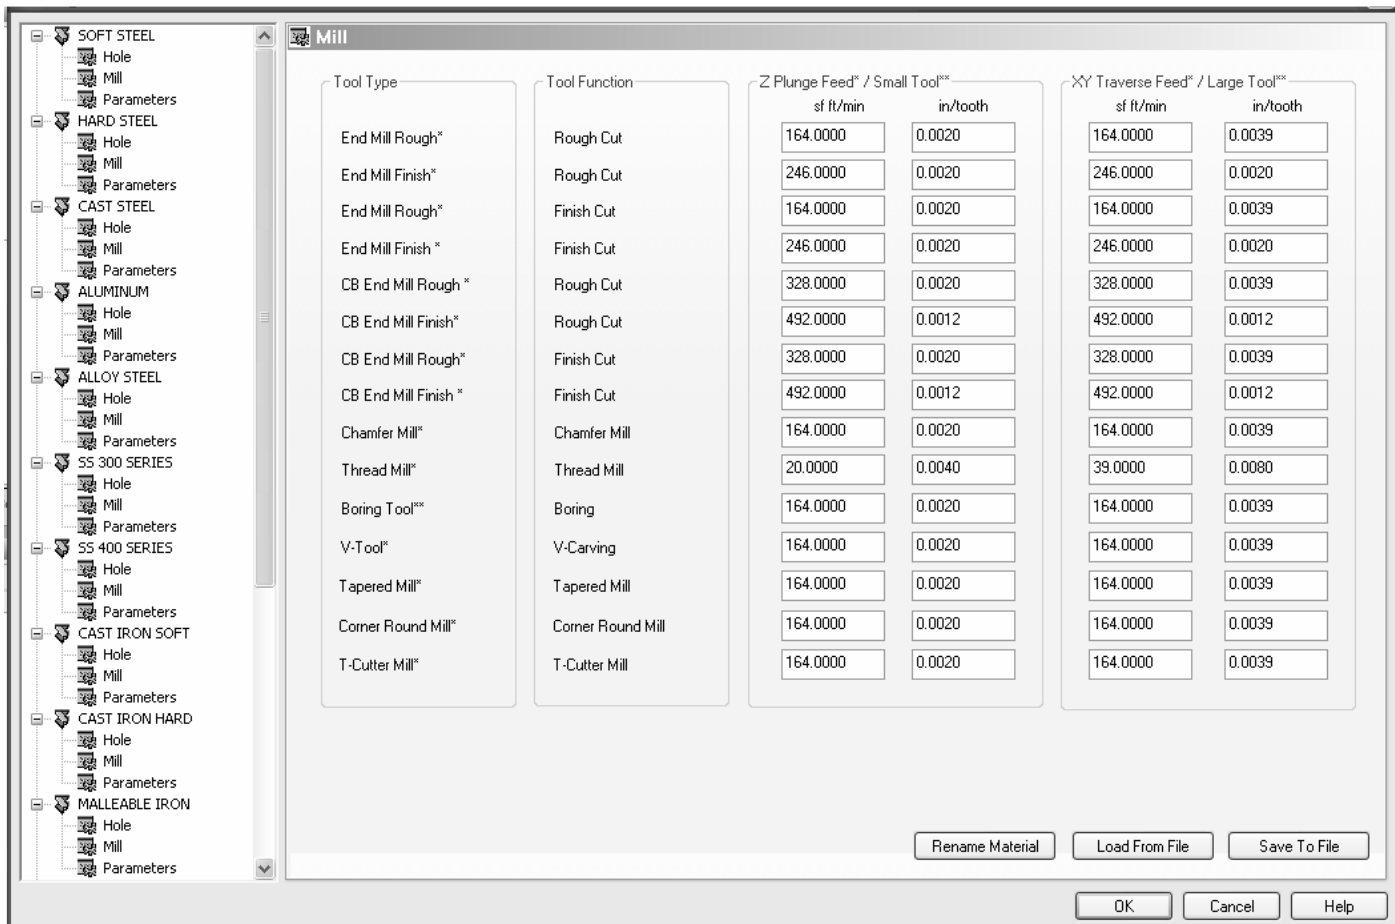 SOFT STEEL
Hole
Mill
Parameters
HARD STEEL
Hole
Mill
Parameters
CAST STEEL
Hole
Mill
Parameters
ALUMINUM
Hole
Mill
Parameters
ALLOY STEEL
Hole
Mill
Parameters
SS 300 SERIES
Hole
Mill
Parameters
SS 400 SERIES
Hole
Mill
Parameters
CAST IRON SOFT
Hole
Mill
Parameters
CAST IRON HARD
Hole
Mill
Parameters
MALLEABLE IRON
Hole
Mill
Parameters
Mill
Tool Type Tool Function Z Plunge Feed* / Small Tool** XY Traverse Feed* / Large Tool**
sf ft/min in/tooth sf ft/min in/tooth
End Mill Rough* Rough Cut 164.0000 0.0020 164.0000 0.0039
End Mill Finish* Rough Cut 246.0000 0.0020 246.0000 0.0020
End Mill Rough* Finish Cut 164.0000 0.0020 164.0000 0.0039
End Mill Finish * Finish Cut 246.0000 0.0020 246.0000 0.0020
CB End Mill Rough * Rough Cut 328.0000 0.0020 328.0000 0.0039
CB End Mill Finish* Rough Cut 492.0000 0.0012 492.0000 0.0012
CB End Mill Rough* Finish Cut 328.0000 0.0020 328.0000 0.0039
CB End Mill Finish * Finish Cut 492.0000 0.0012 492.0000 0.0012
Chamfer Mill* Chamfer Mill 164.0000 0.0020 164.0000 0.0039
Thread Mill* Thread Mill 20.0000 0.0040 39.0000 0.0080
Boring Tool** Boring 164.0000 0.0020 164.0000 0.0039
V-Tool* V-Carving 164.0000 0.0020 164.0000 0.0039
Tapered Mill* Tapered Mill 164.0000 0.0020 164.0000 0.0039
Corner Round Mill* Corner Round Mill 164.0000 0.0020 164.0000 0.0039
T-Cutter Mill* T-Cutter Mill 164.0000 0.0020 164.0000 0.0039
Rename Material Load From File Save To File
OK Cancel Help